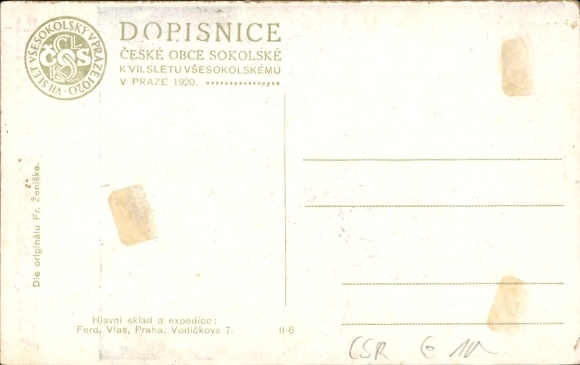 VII SLET VŠESOKOLSKÝ V PRAZE 1920
ČOS
DOPISNICE
ČESKÉ OBCE SOKOLSKÉ
K VII. SLETU VŠESOKOLSKÉMU
V PRAZE 1920.
Dle originálu Fr. Ženíška.
Hlavní sklad a expedice:
Ferd. Vlas, Praha, Vodičkova 7.
II-6
ČSR € 10